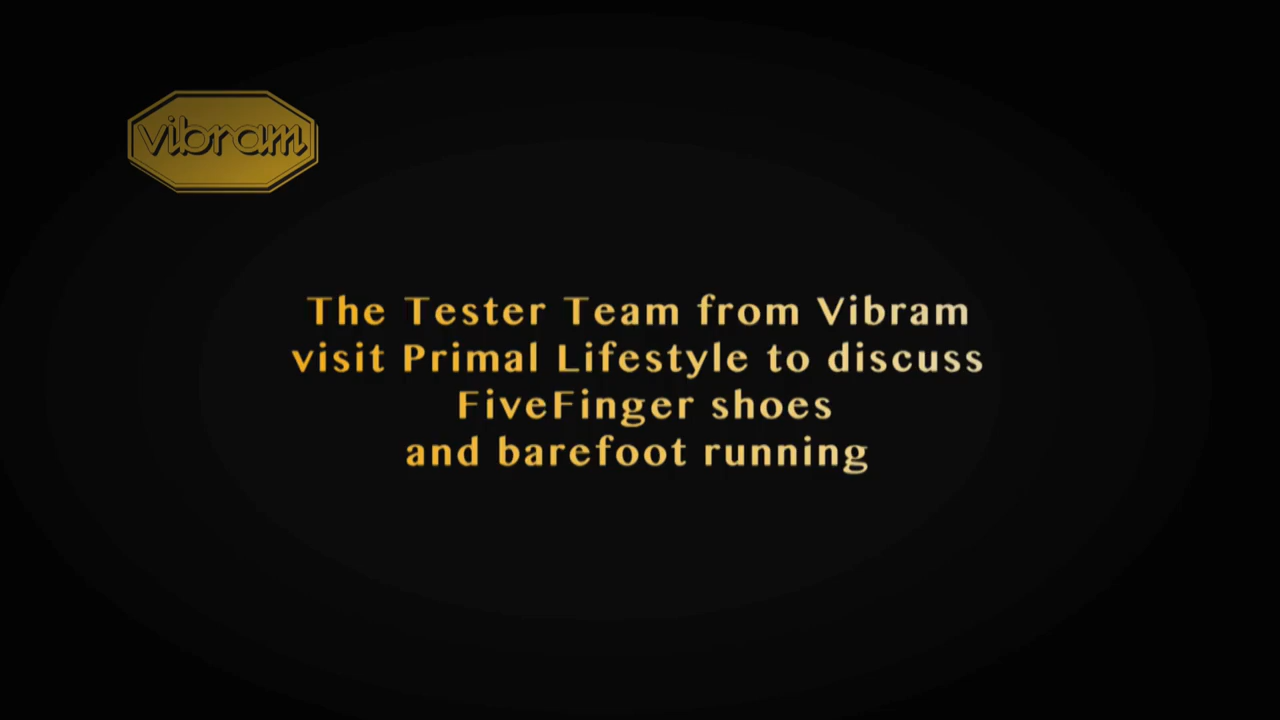 vibram
The Tester Team from Vibram
visit Primal Lifestyle to discuss
FiveFinger shoes
and barefoot running